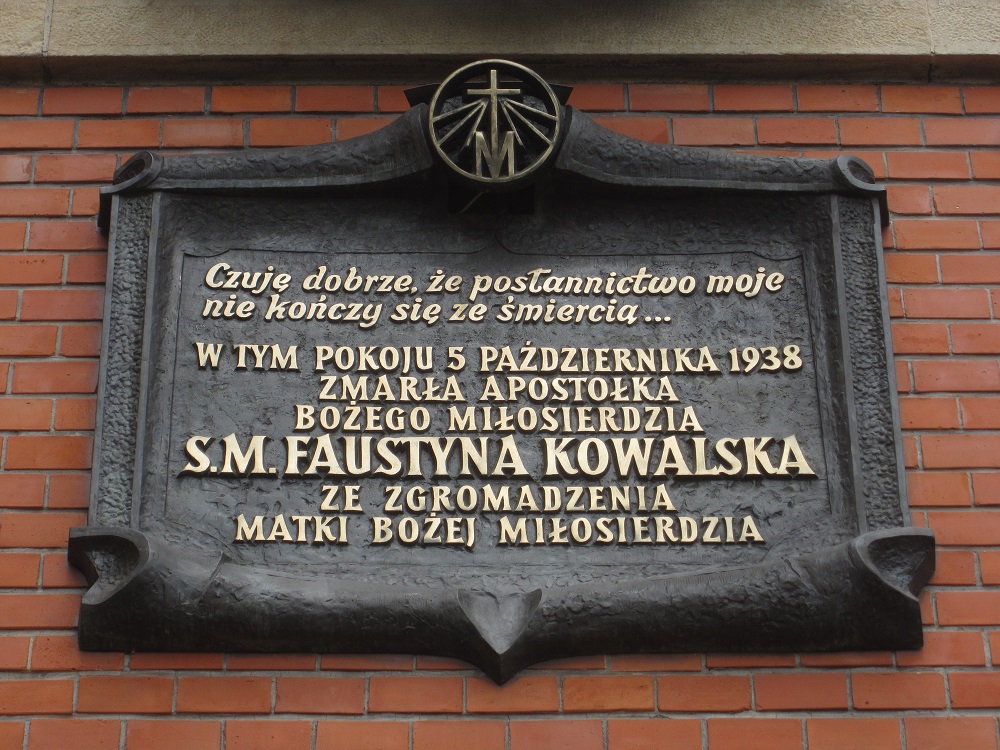 M
Czuję dobrze, że posłannictwo moje
nie kończy się ze śmiercią...
W TYM POKOJU 5 PAŹDZIERNIKA 1938
ZMARŁA APOSTOŁKA
BOŻEGO MIŁOSIERDZIA
S.M. FAUSTYNA KOWALSKA
ZE ZGROMADZENIA
MATKI BOŻEJ MIŁOSIERDZIA